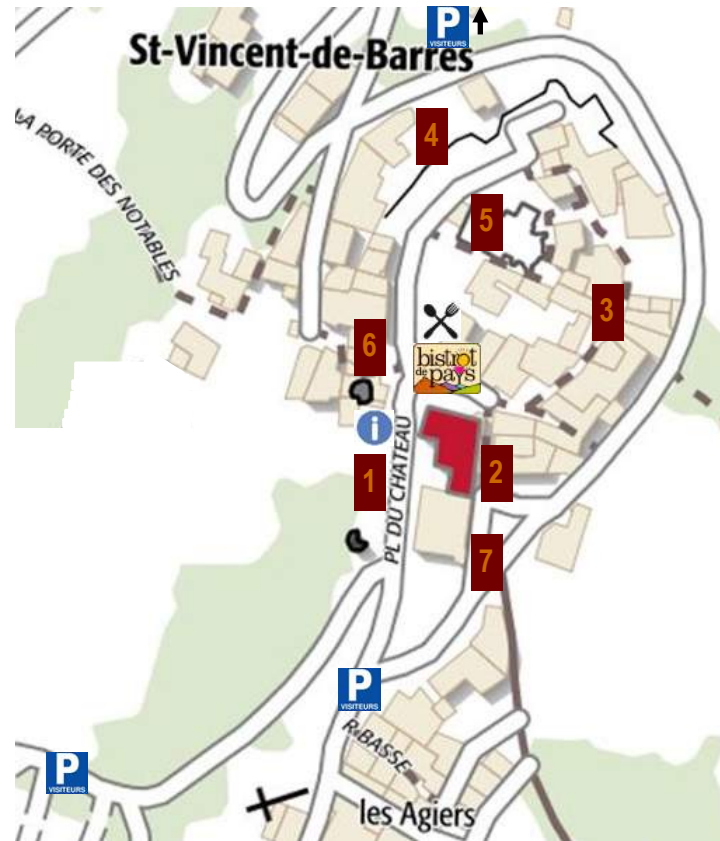 P
VISITEURS
St-Vincent-de-Barrès
LA PORTE DES NOTABLES
4
5
3
6
bistrot
de pays
i
PL DU CHATEAU
1
2
7
P
VISITEURS
R. BASSE
P
VISITEURS
les Agiers